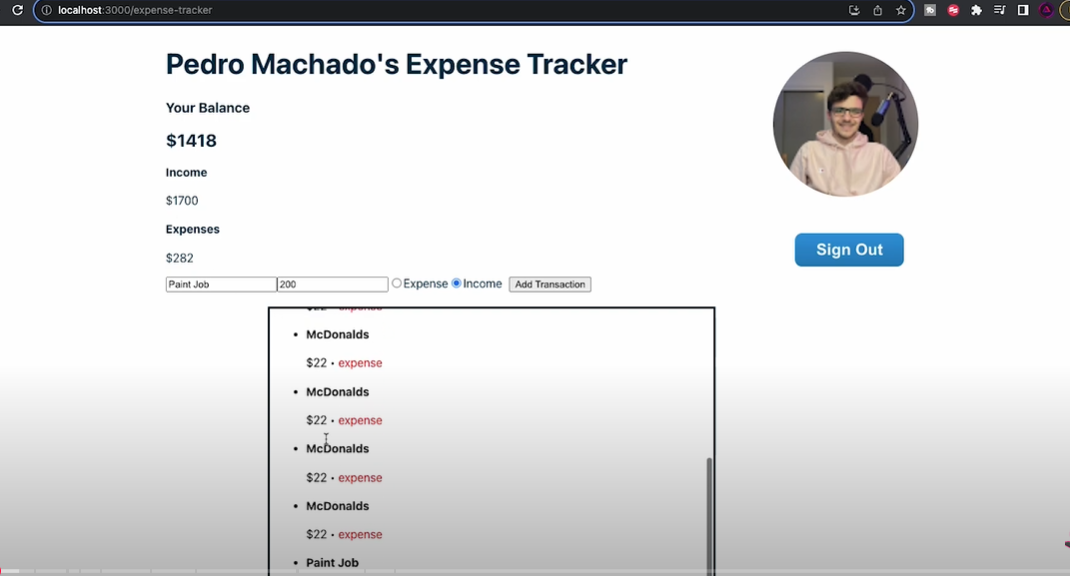 localhost:3000/expense-tracker
Pedro Machado's Expense Tracker
Your Balance
$1418
Income
$1700
Expenses
$282
Sign Out
Paint Job 200 Expense Income Add Transaction
$22 • expense
• McDonalds
$22 • expense
• McDonalds
$22 • expense
• McDonalds
$22 • expense
• McDonalds
$22 • expense
• Paint Job